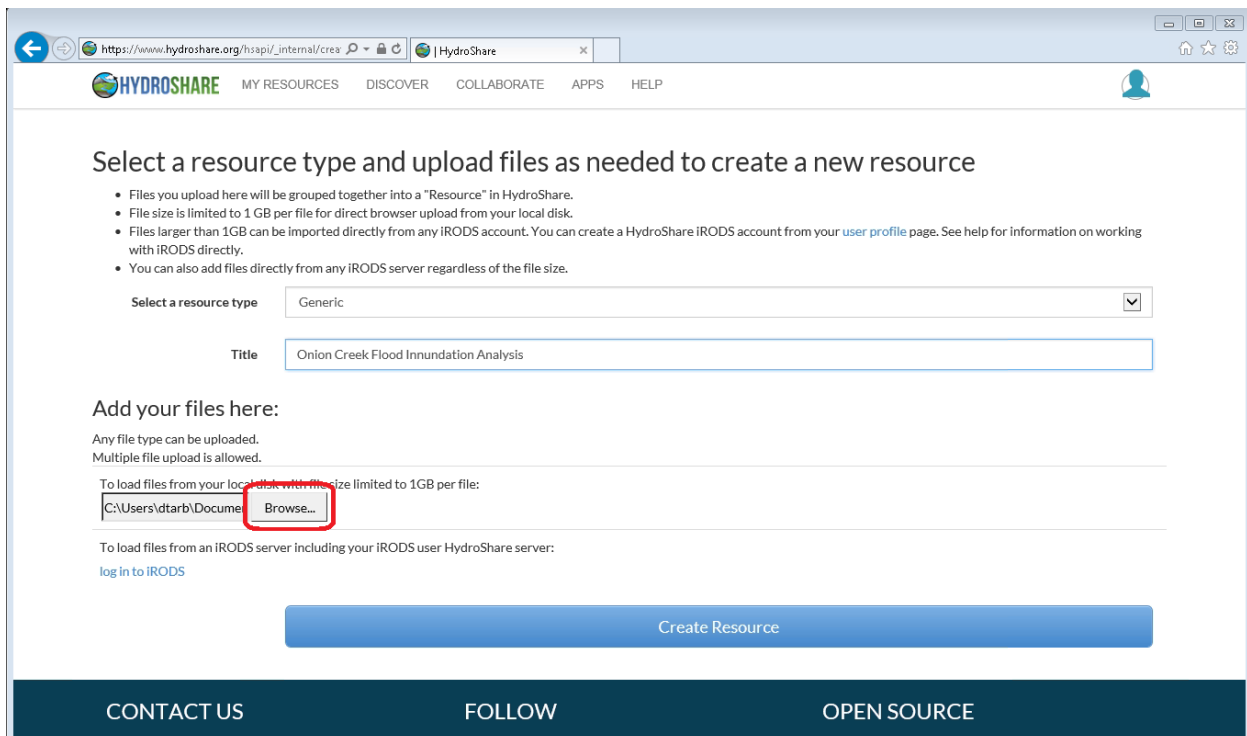 https://www.hydroshare.org/hsapi/_internal/crea
| HydroShare
HYDROSHARE MY RESOURCES DISCOVER COLLABORATE APPS HELP
Select a resource type and upload files as needed to create a new resource
• Files you upload here will be grouped together into a "Resource" in HydroShare.
• File size is limited to 1 GB per file for direct browser upload from your local disk.
• Files larger than 1GB can be imported directly from any iRODS account. You can create a HydroShare iRODS account from your user profile page. See help for information on working
with iRODS directly.
• You can also add files directly from any iRODS server regardless of the file size.
Select a resource type Generic
Title Onion Creek Flood Innundation Analysis
Add your files here:
Any file type can be uploaded.
Multiple file upload is allowed.
To load files from your local disk with file size limited to 1GB per file:
C:\Users\dtarb\Documen Browse...
To load files from an iRODS server including your iRODS user HydroShare server:
log in to iRODS
Create Resource
CONTACT US FOLLOW OPEN SOURCE